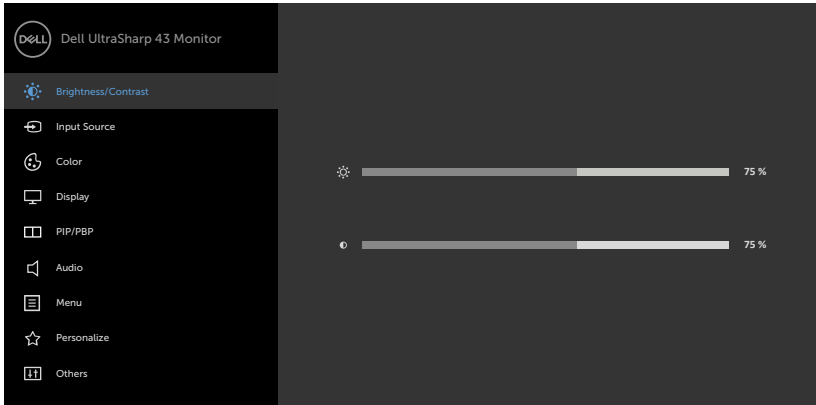 DELL Dell UltraSharp 43 Monitor
Brightness/Contrast
Input Source
Color
75 %
Display
PIP/PBP
75 %
Audio
Menu
Personalize
Others